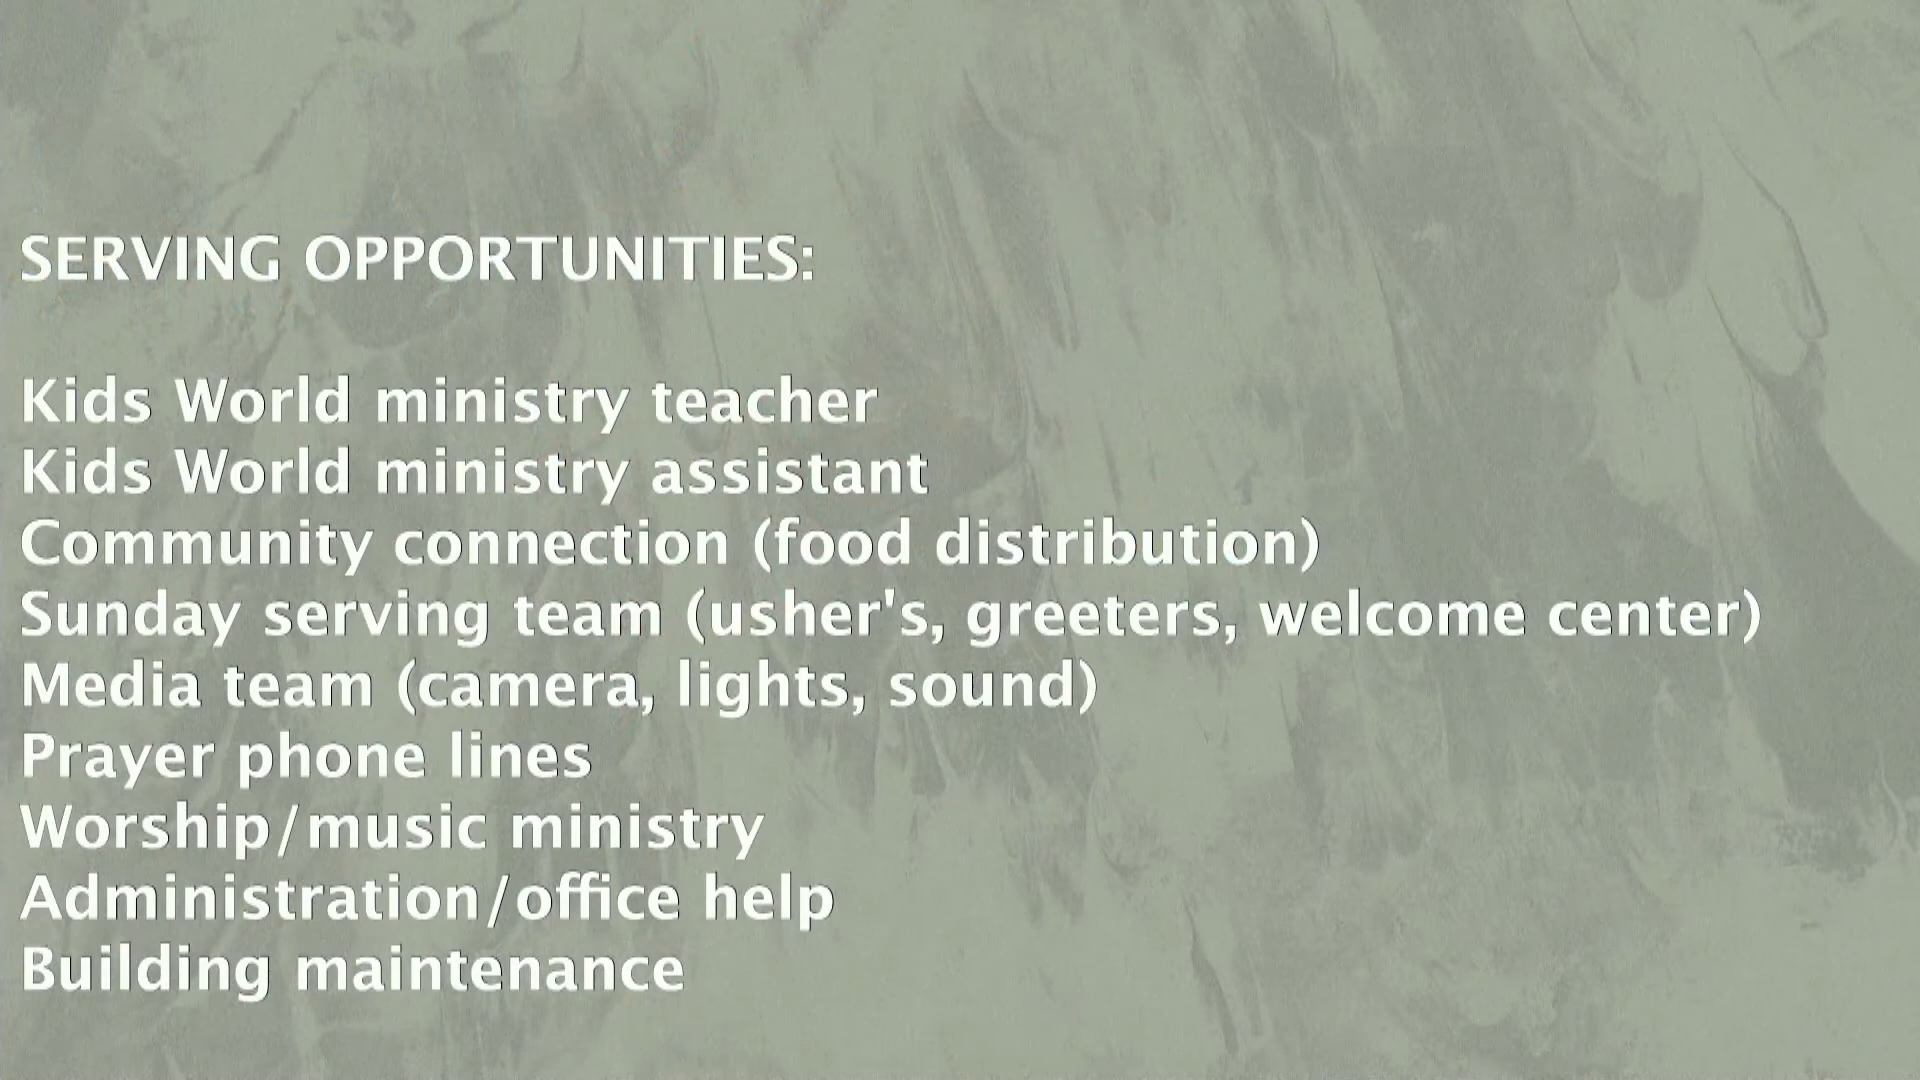 SERVING OPPORTUNITIES:
Kids World ministry teacher
Kids World ministry assistant
Community connection (food distribution)
Sunday serving team (usher's, greeters, welcome center)
Media team (camera, lights, sound)
Prayer phone lines
Worship/music ministry
Administration/office help
Building maintenance